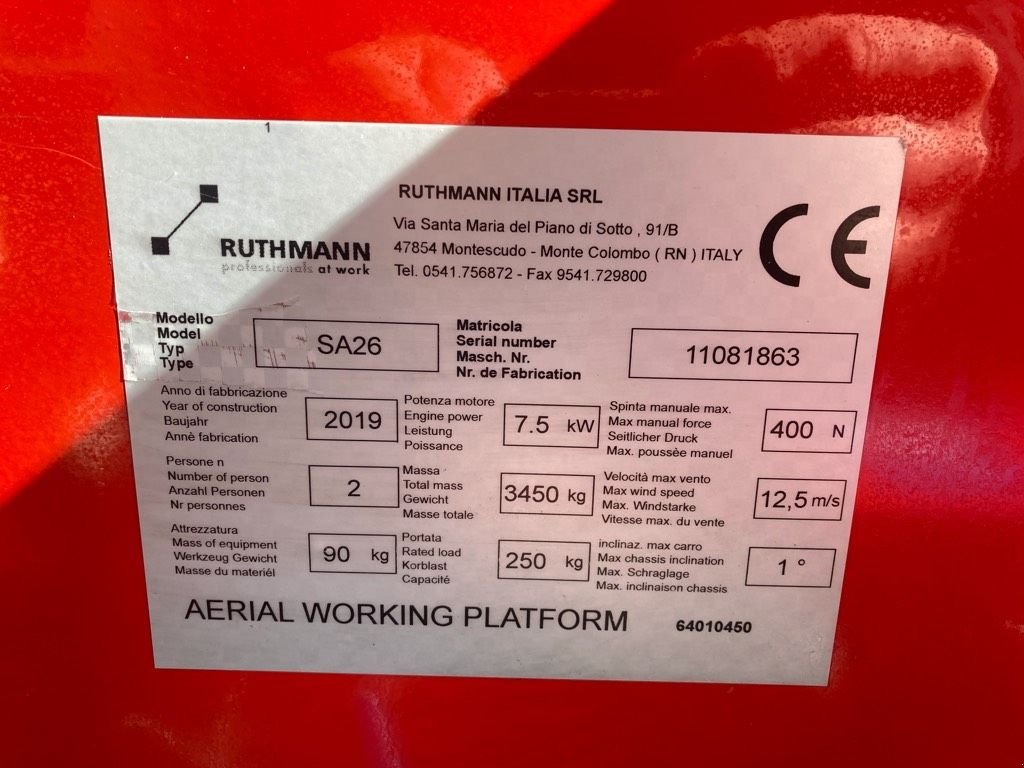 1
RUTHMANN
professionals at work
RUTHMANN ITALIA SRL
Via Santa Maria del Piano di Sotto , 91/B
47854 Montescudo - Monte Colombo ( RN ) ITALY
Tel. 0541.756872 - Fax 9541.729800
CE
Modello
Model
Typ
Type
SA26
Matricola
Serial number
Masch. Nr.
Nr. de Fabrication
11081863
Anno di fabbricazione
Year of construction
Baujahr
Annè fabrication
2019
Potenza motore
Engine power
Leistung
Poissance
7.5 kW
Spinta manuale max.
Max manual force
Seitlicher Druck
Max. poussèe manuel
400 N
Persone n
Number of person
Anzahl Personen
Nr personnes
2
Massa
Total mass
Gewicht
Masse totale
3450 kg
Velocità max vento
Max wind speed
Max. Windstarke
Vitesse max. du vente
12,5 m/s
Attrezzatura
Mass of equipment
Werkzeug Gewicht
Masse du materiél
90 kg
Portata
Rated load
Korblast
Capacité
250 kg
inclinaz. max carro
Max chassis inclination
Max. Schraglage
Max. inclinaison chassis
1 °
AERIAL WORKING PLATFORM
64010450